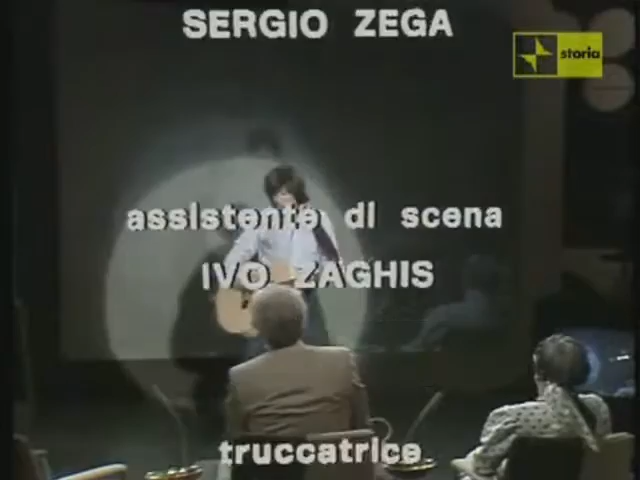 SERGIO ZEGA
storia
assistente di scena
IVO ZAGHIS
truccatrice